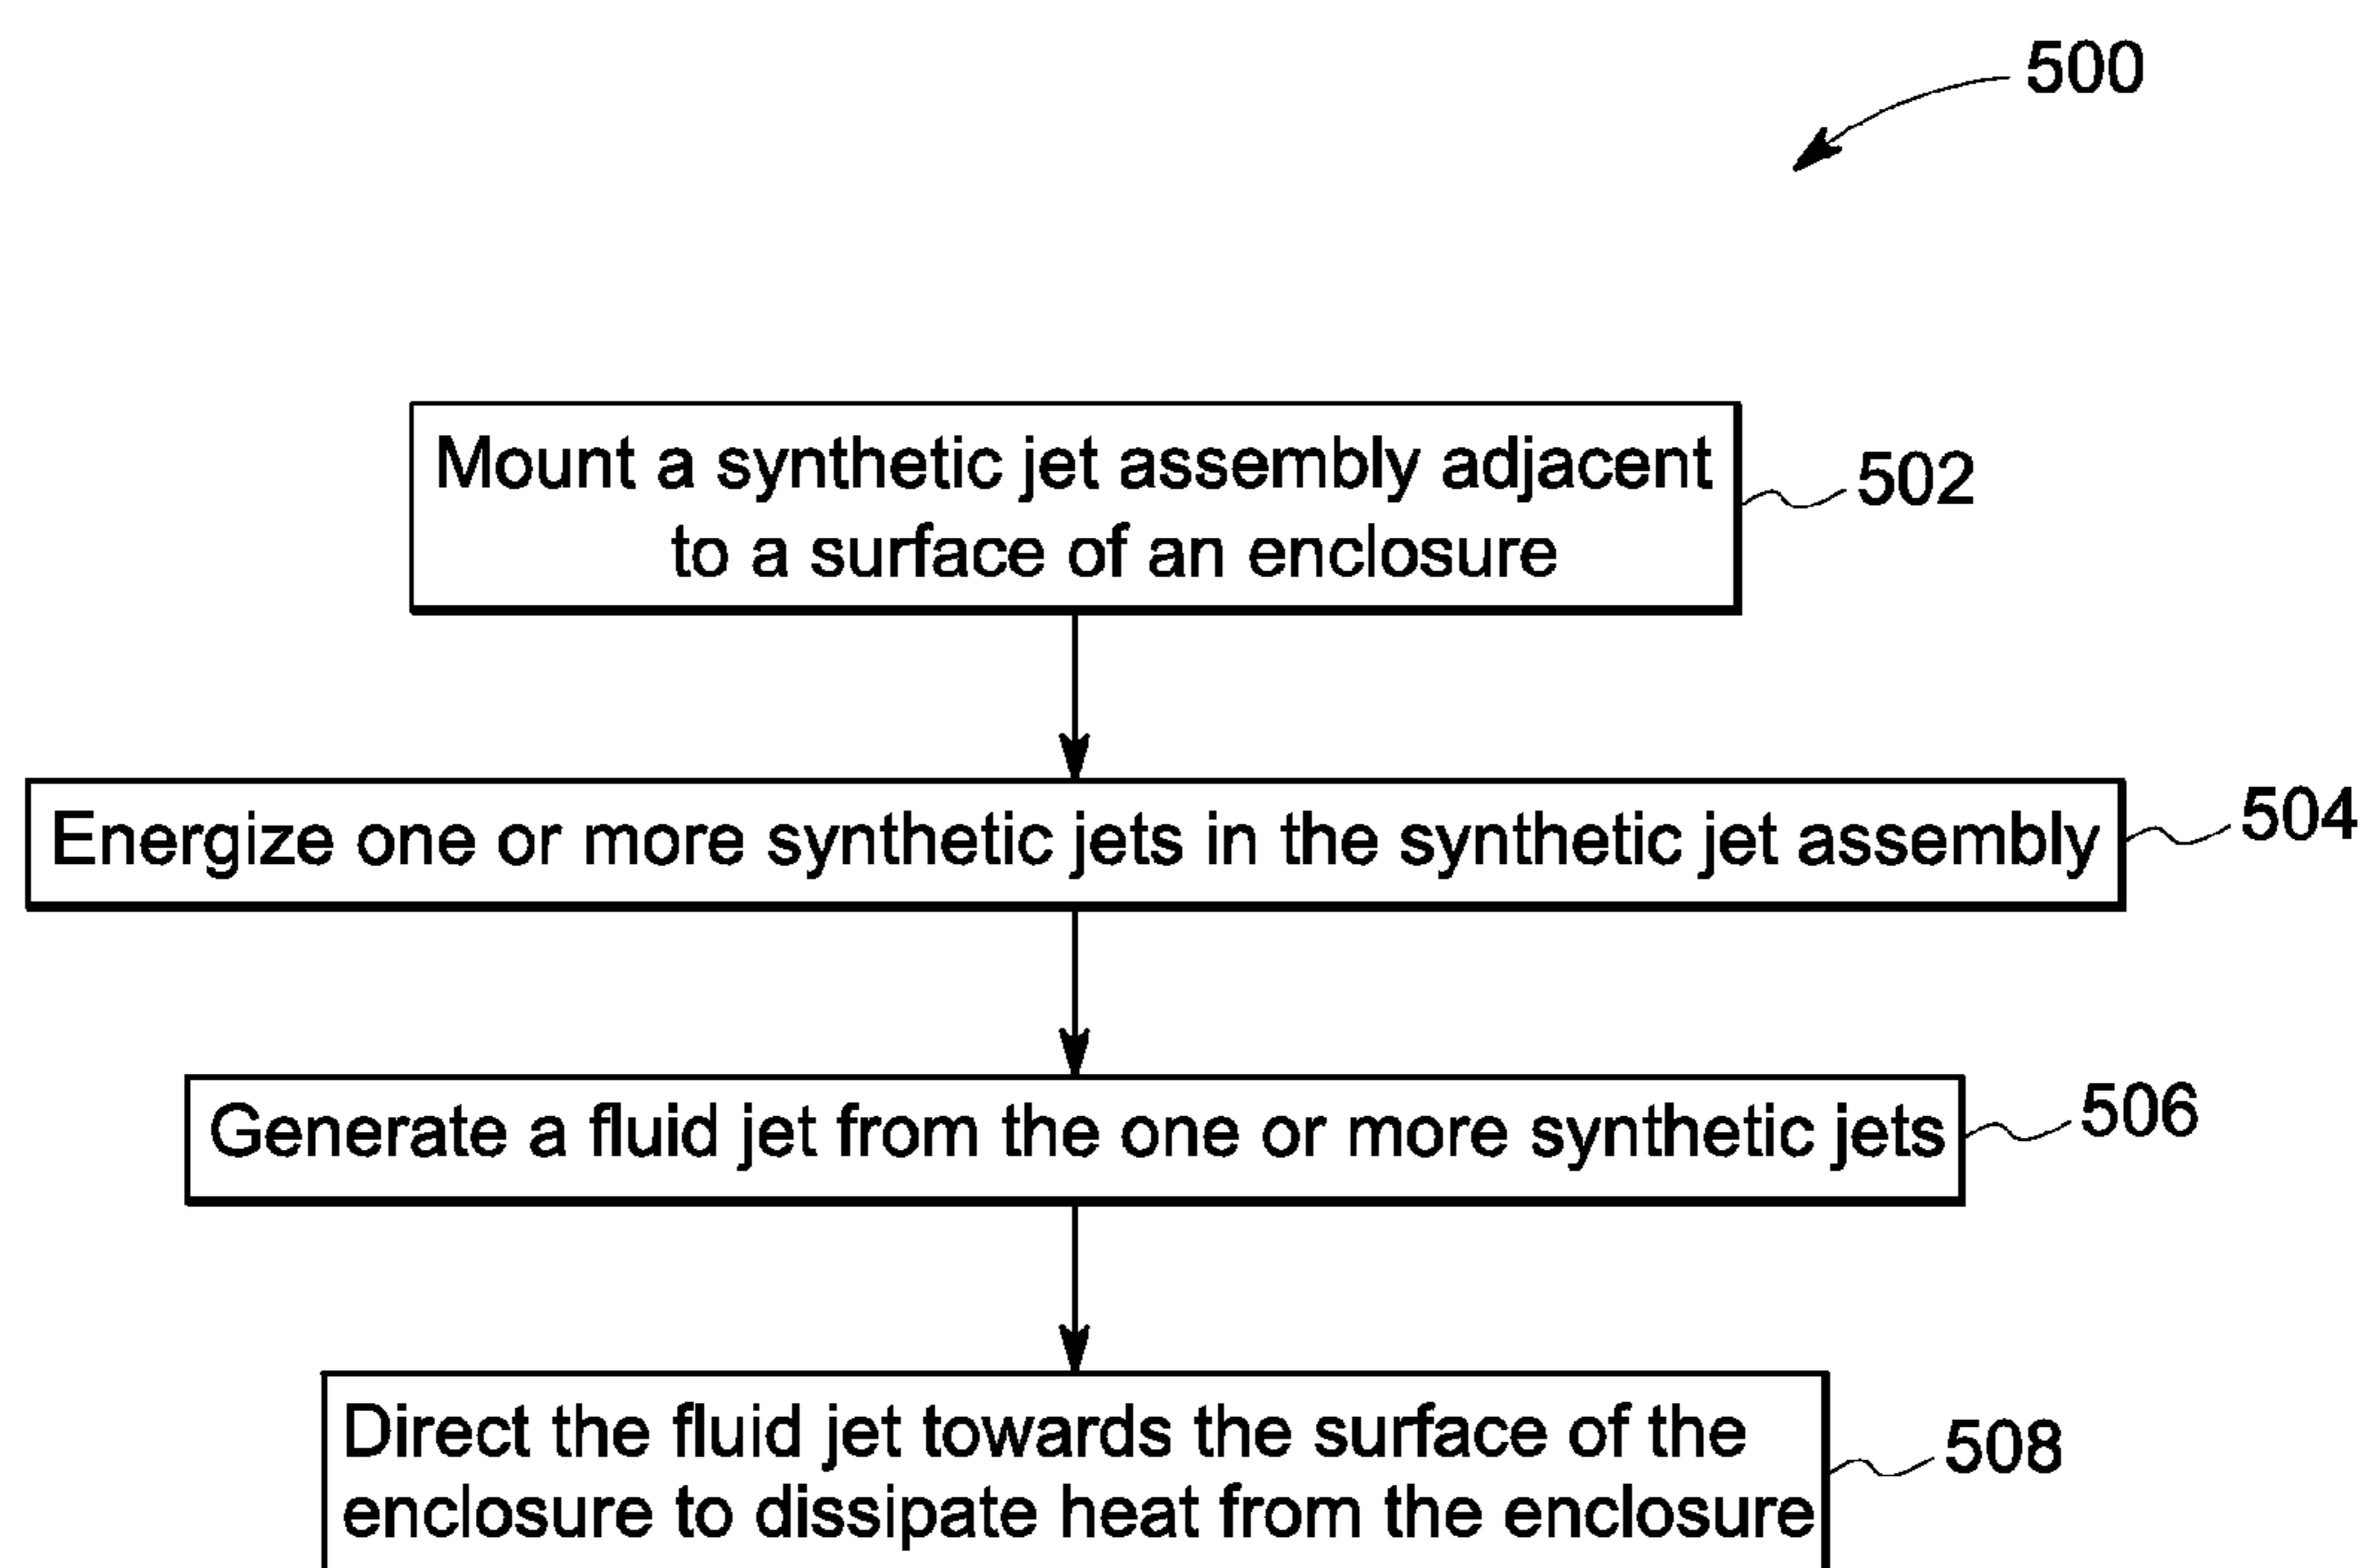 500
Mount a synthetic jet assembly adjacent
to a surface of an enclosure
502
Energize one or more synthetic jets in the synthetic jet assembly
504
Generate a fluid jet from the one or more synthetic jets
506
Direct the fluid jet towards the surface of the
enclosure to dissipate heat from the enclosure
508